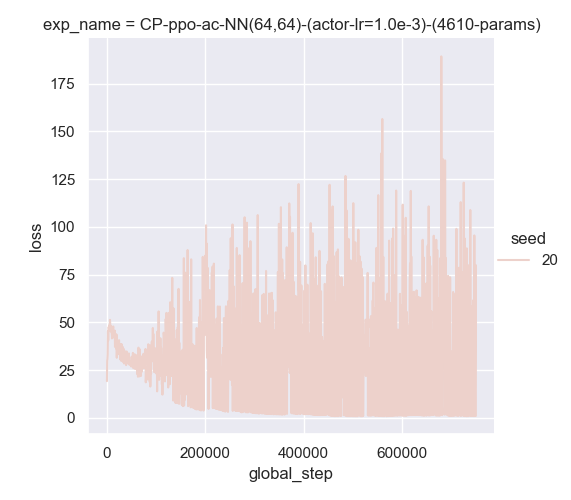 exp_name = CP-ppo-ac-NN(64,64)-(actor-lr=1.0e-3)-(4610-params)
175
150
125
100
75
50
25
0
loss
0 200000 400000 600000
global_step
seed
20